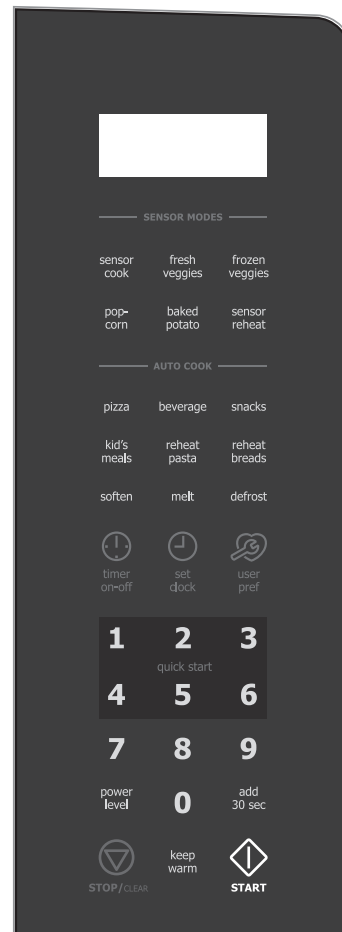 SENSOR MODES
sensor cook
fresh veggies
frozen veggies
pop-corn
baked potato
sensor reheat
AUTO COOK
pizza
beverage
snacks
kid's meals
reheat pasta
reheat breads
soften
melt
defrost
timer on-off
set clock
user pref
1
2
3
quick start
4
5
6
7
8
9
power level
0
add 30 sec
STOP/CLEAR
keep warm
START